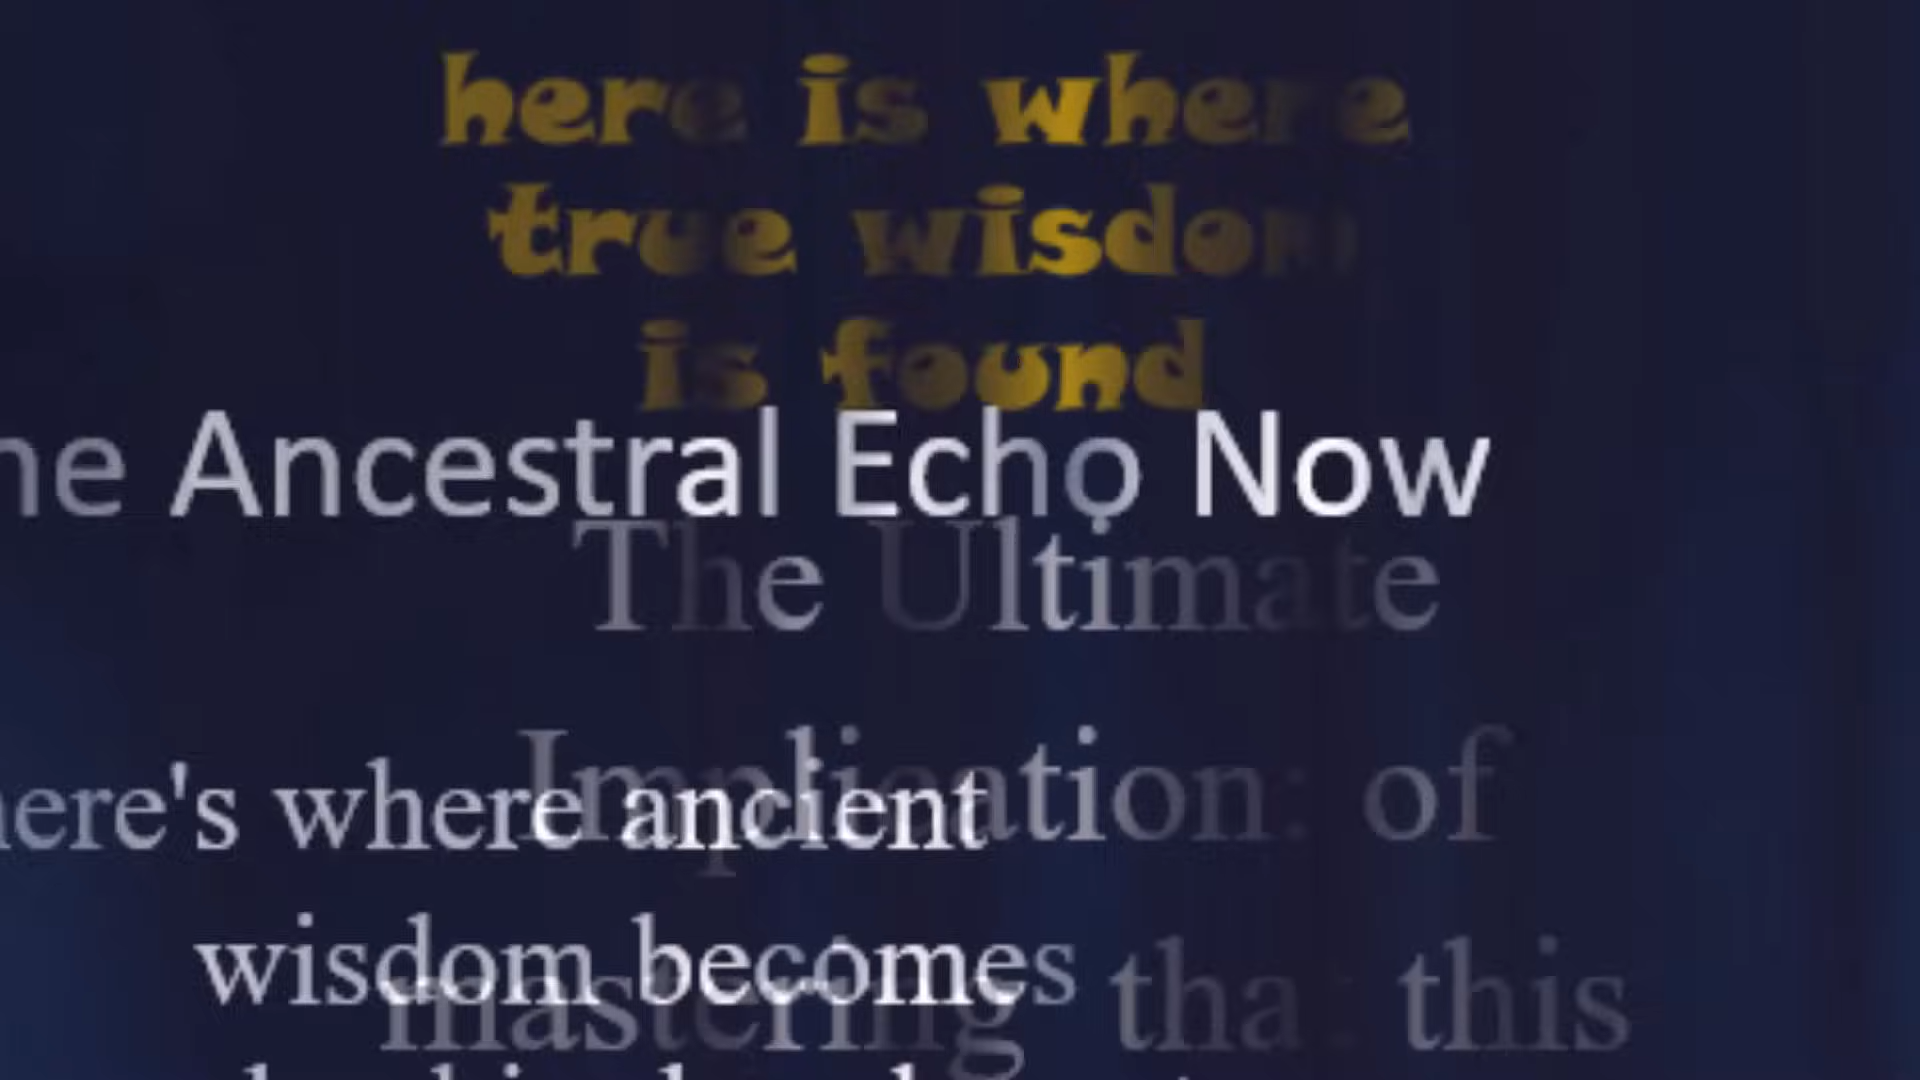 here is where
true wisdom
is found
he Ancestral Echo Now
The Ultimate
Implication of
here's where ancient
wisdom becomes
mastering that this